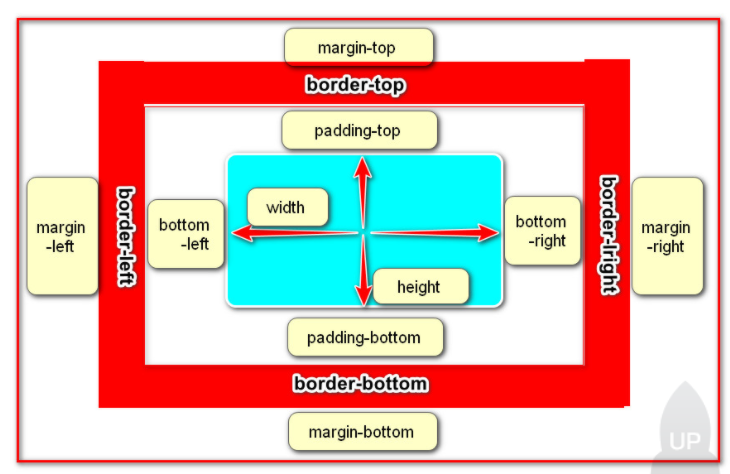 margin-top
border-top
padding-top
margin
-left
border-left
bottom
-left
width
bottom
-right
border-lright
margin
-right
height
padding-bottom
border-bottom
margin-bottom
UP